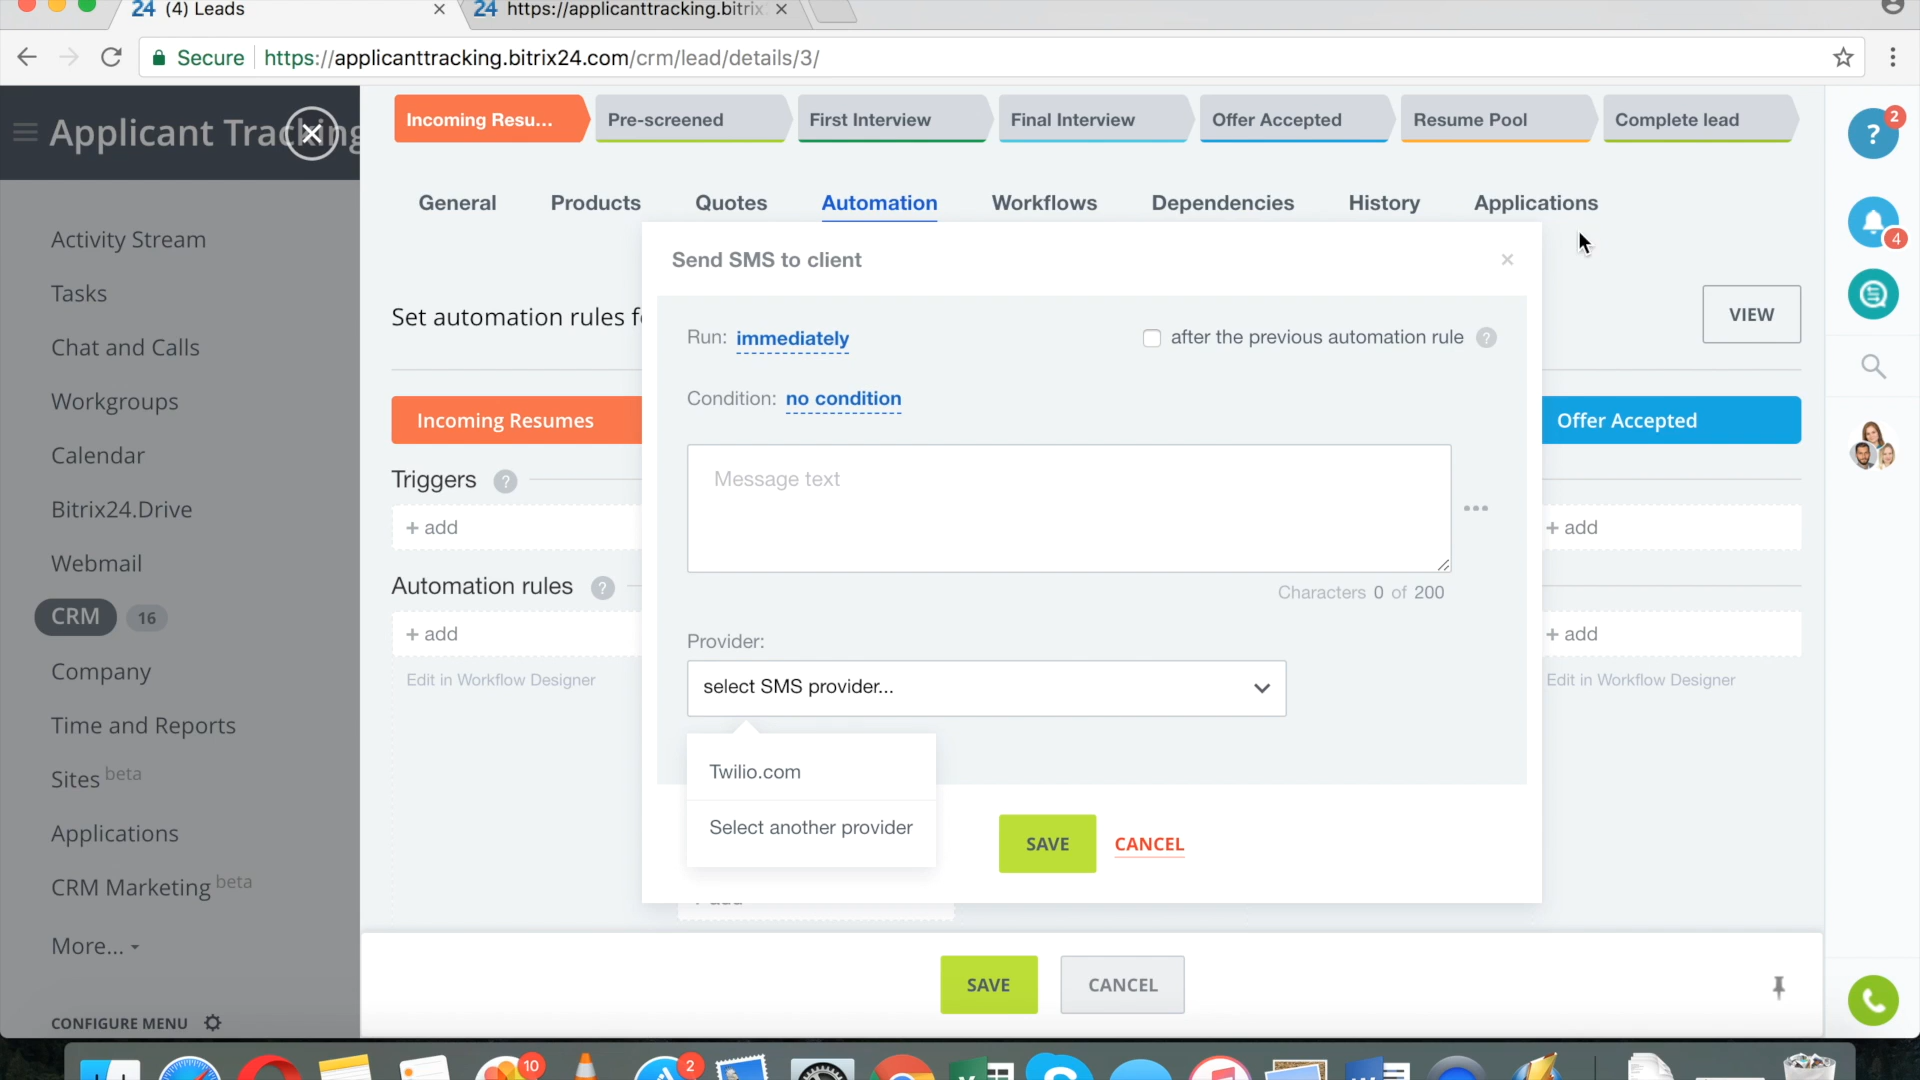 24 (4) Leads
24 https://applicanttracking.bitrix
Secure https://applicanttracking.bitrix24.com/crm/lead/details/3/
Applicant Tracking
Incoming Resu... Pre-screened First Interview Final Interview Offer Accepted Resume Pool Complete lead
? 2
General Products Quotes Automation Workflows Dependencies History Applications
4
Activity Stream
Tasks
Chat and Calls
Workgroups
Calendar
Bitrix24.Drive
Webmail
CRM 16
Company
Time and Reports
Sites beta
Applications
CRM Marketing beta
More...
CONFIGURE MENU
Set automation rules f
VIEW
Incoming Resumes
Offer Accepted
Triggers ?
+ add
+ add
Automation rules ?
+ add
+ add
Edit in Workflow Designer
Edit in Workflow Designer
Send SMS to client
Run: immediately
after the previous automation rule ?
Condition: no condition
Message text
Characters 0 of 200
Provider:
select SMS provider...
Twilio.com
Select another provider
SAVE CANCEL
SAVE CANCEL
10
2